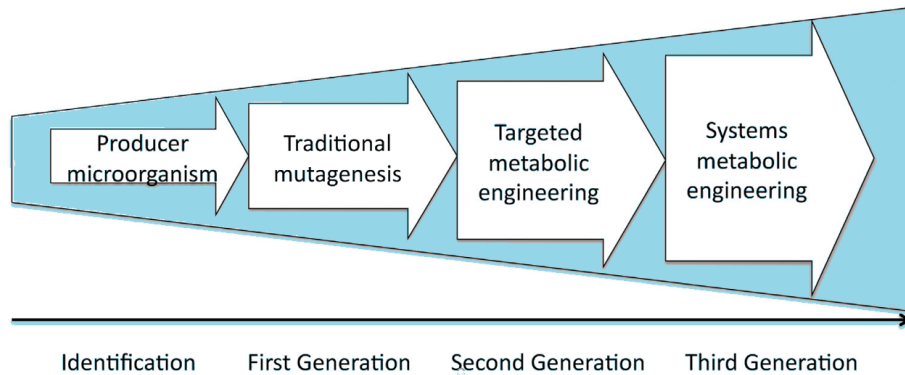 Producer
microorganism
Traditional
mutagenesis
Targeted
metabolic
engineering
Systems
metabolic
engineering
Identification
First Generation
Second Generation
Third Generation